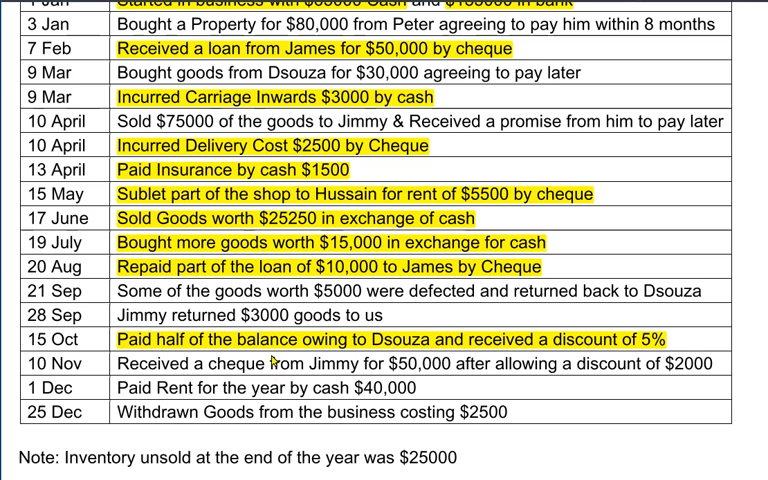 3 Jan Bought a Property for $80,000 from Peter agreeing to pay him within 8 months
7 Feb Received a loan from James for $50,000 by cheque
9 Mar Bought goods from Dsouza for $30,000 agreeing to pay later
9 Mar Incurred Carriage Inwards $3000 by cash
10 April Sold $75000 of the goods to Jimmy & Received a promise from him to pay later
10 April Incurred Delivery Cost $2500 by Cheque
13 April Paid Insurance by cash $1500
15 May Sublet part of the shop to Hussain for rent of $5500 by cheque
17 June Sold Goods worth $25250 in exchange of cash
19 July Bought more goods worth $15,000 in exchange for cash
20 Aug Repaid part of the loan of $10,000 to James by Cheque
21 Sep Some of the goods worth $5000 were defected and returned back to Dsouza
28 Sep Jimmy returned $3000 goods to us
15 Oct Paid half of the balance owing to Dsouza and received a discount of 5%
10 Nov Received a cheque from Jimmy for $50,000 after allowing a discount of $2000
1 Dec Paid Rent for the year by cash $40,000
25 Dec Withdrawn Goods from the business costing $2500
Note: Inventory unsold at the end of the year was $25000